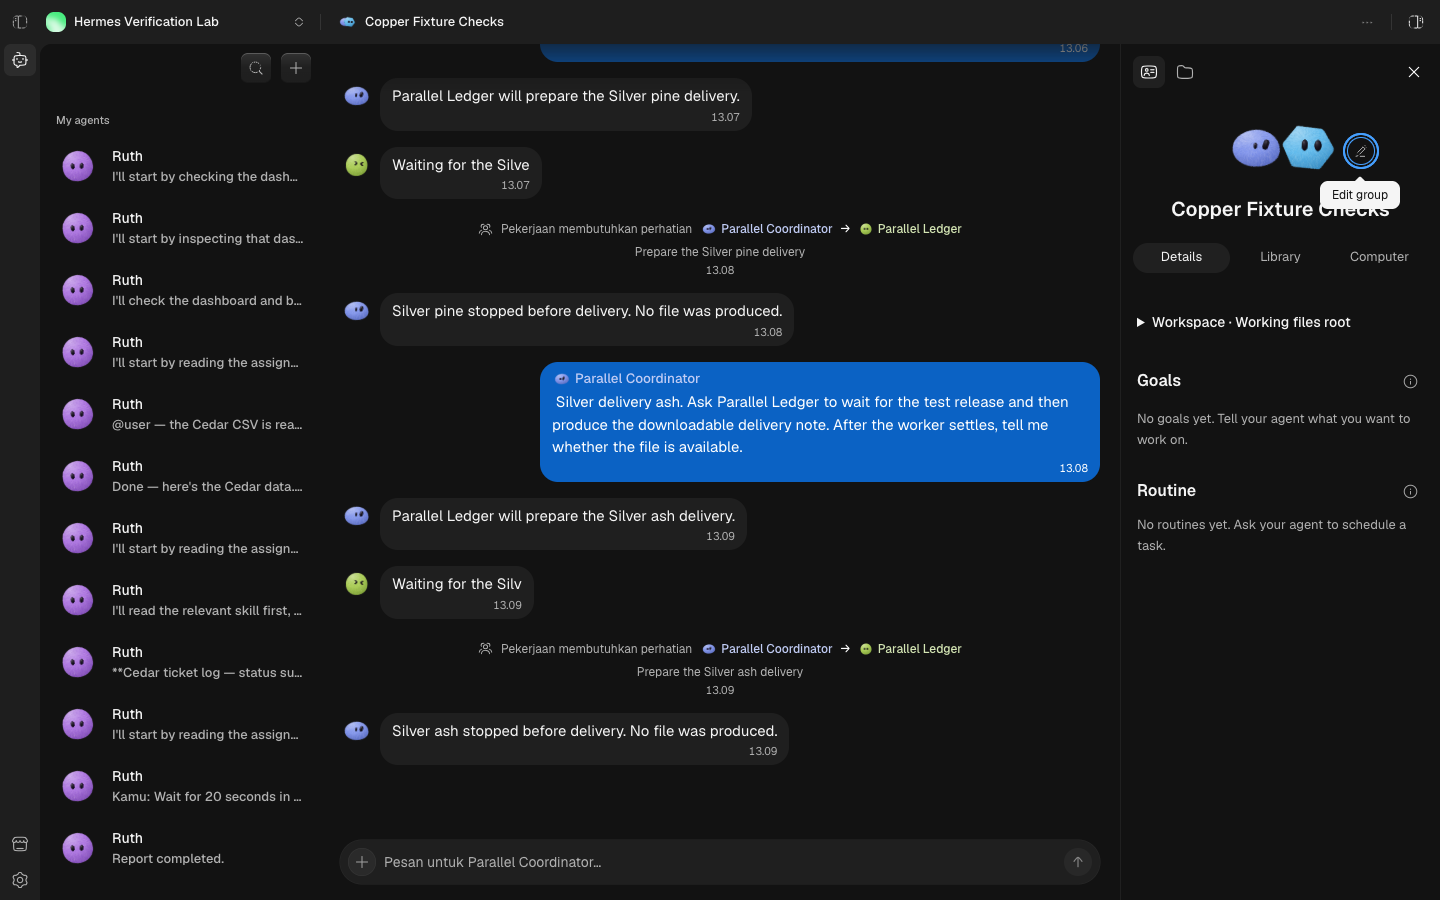 Hermes Verification Lab
Copper Fixture Checks
My agents
Ruth
I'll start by checking the dash...
Ruth
I'll start by inspecting that das...
Ruth
I'll check the dashboard and b...
Ruth
I'll start by reading the assign...
Ruth
@user — the Cedar CSV is rea...
Ruth
Done — here's the Cedar data....
Ruth
I'll start by reading the assign...
Ruth
I'll read the relevant skill first, ...
Ruth
**Cedar ticket log — status su...
Ruth
I'll start by reading the assign...
Ruth
Kamu: Wait for 20 seconds in ...
Ruth
Report completed.
13.06
Parallel Ledger will prepare the Silver pine delivery.
13.07
Waiting for the Silve
13.07
Pekerjaan membutuhkan perhatian Parallel Coordinator → Parallel Ledger
Prepare the Silver pine delivery
13.08
Silver pine stopped before delivery. No file was produced.
13.08
Parallel Coordinator
Silver delivery ash. Ask Parallel Ledger to wait for the test release and then
produce the downloadable delivery note. After the worker settles, tell me
whether the file is available.
13.08
Parallel Ledger will prepare the Silver ash delivery.
13.09
Waiting for the Silv
13.09
Pekerjaan membutuhkan perhatian Parallel Coordinator → Parallel Ledger
Prepare the Silver ash delivery
13.09
Silver ash stopped before delivery. No file was produced.
13.09
Pesan untuk Parallel Coordinator...
Edit group
Copper Fixture Checks
Details Library Computer
Workspace · Working files root
Goals
No goals yet. Tell your agent what you want to
work on.
Routine
No routines yet. Ask your agent to schedule a
task.